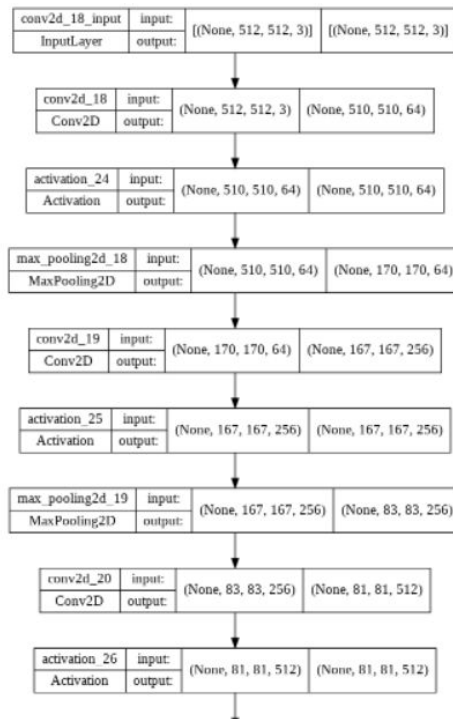 conv2d_18_input input: [(None, 512, 512, 3)] [(None, 512, 512, 3)]
InputLayer output:
conv2d_18 input: (None, 512, 512, 3) (None, 510, 510, 64)
Conv2D output:
activation_24 input: (None, 510, 510, 64) (None, 510, 510, 64)
Activation output:
max_pooling2d_18 input: (None, 510, 510, 64) (None, 170, 170, 64)
MaxPooling2D output:
conv2d_19 input: (None, 170, 170, 64) (None, 167, 167, 256)
Conv2D output:
activation_25 input: (None, 167, 167, 256) (None, 167, 167, 256)
Activation output:
max_pooling2d_19 input: (None, 167, 167, 256) (None, 83, 83, 256)
MaxPooling2D output:
conv2d_20 input: (None, 83, 83, 256) (None, 81, 81, 512)
Conv2D output:
activation_26 input: (None, 81, 81, 512) (None, 81, 81, 512)
Activation output: